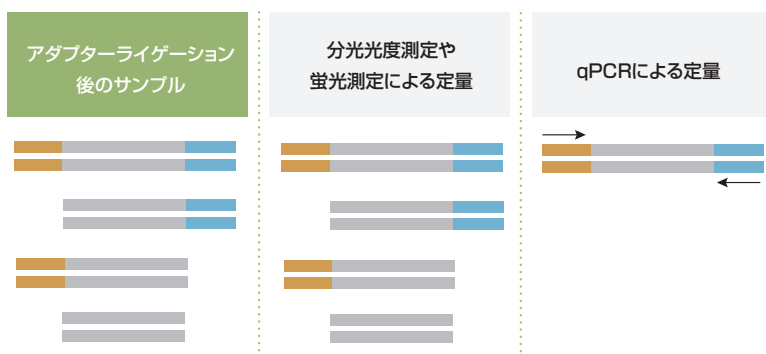 アダプターライゲーション
後のサンプル
分光光度測定や
蛍光測定による定量
qPCRによる定量